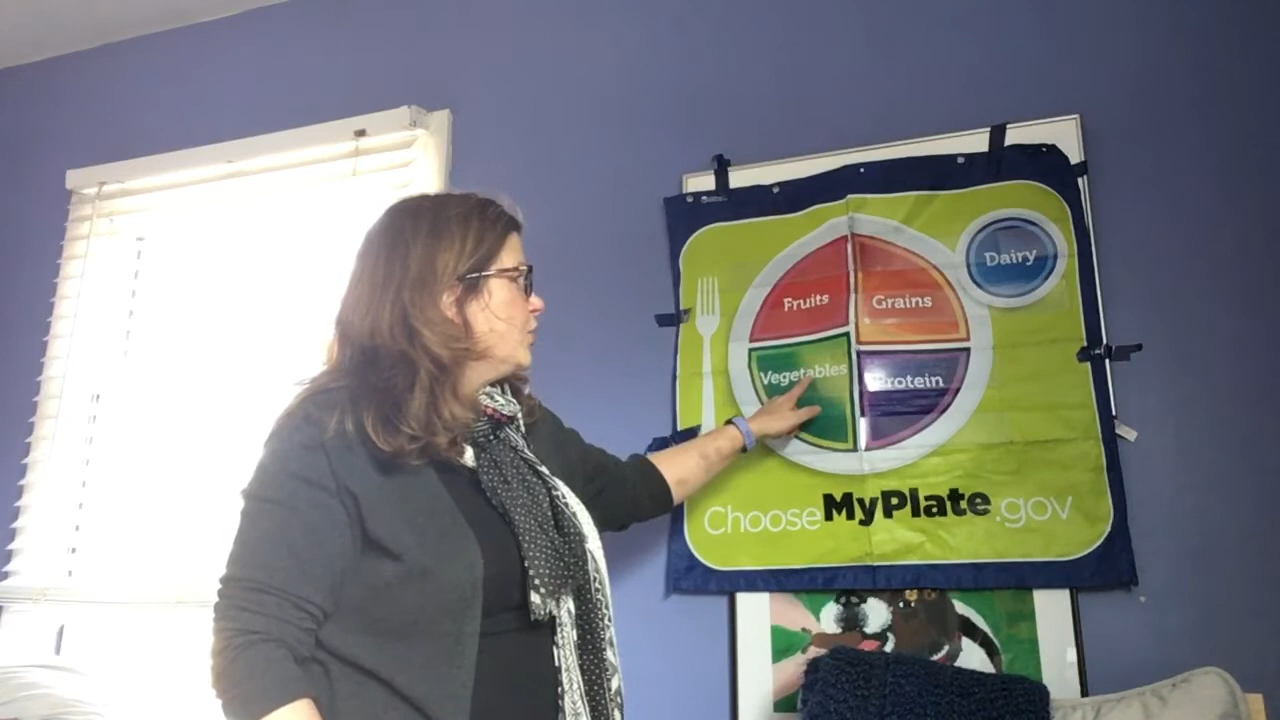 Dairy
Fruits
Grains
Vegetables
Protein
ChooseMyPlate.gov